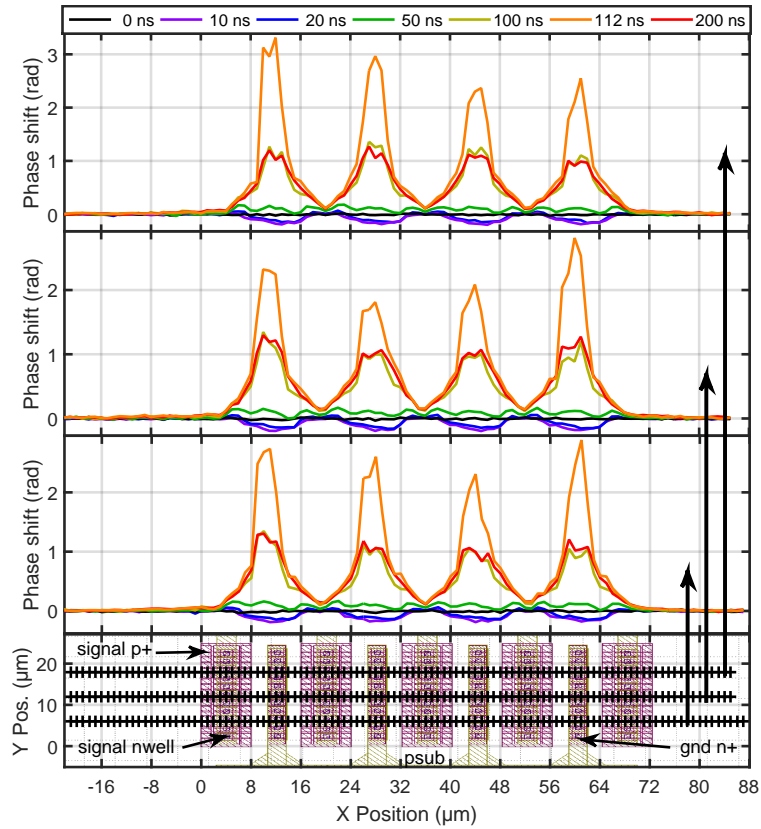 0 ns 10 ns 20 ns 50 ns 100 ns 112 ns 200 ns
3
2
1
0
Phase shift (rad)
2
1
0
Phase shift (rad)
2
1
0
Phase shift (rad)
signal p+
20
10
0
Y Pos. (µm)
signal nwell
psub
gnd n+
-16 -8 0 8 16 24 32 40 48 56 64 72 80 88
X Position (µm)